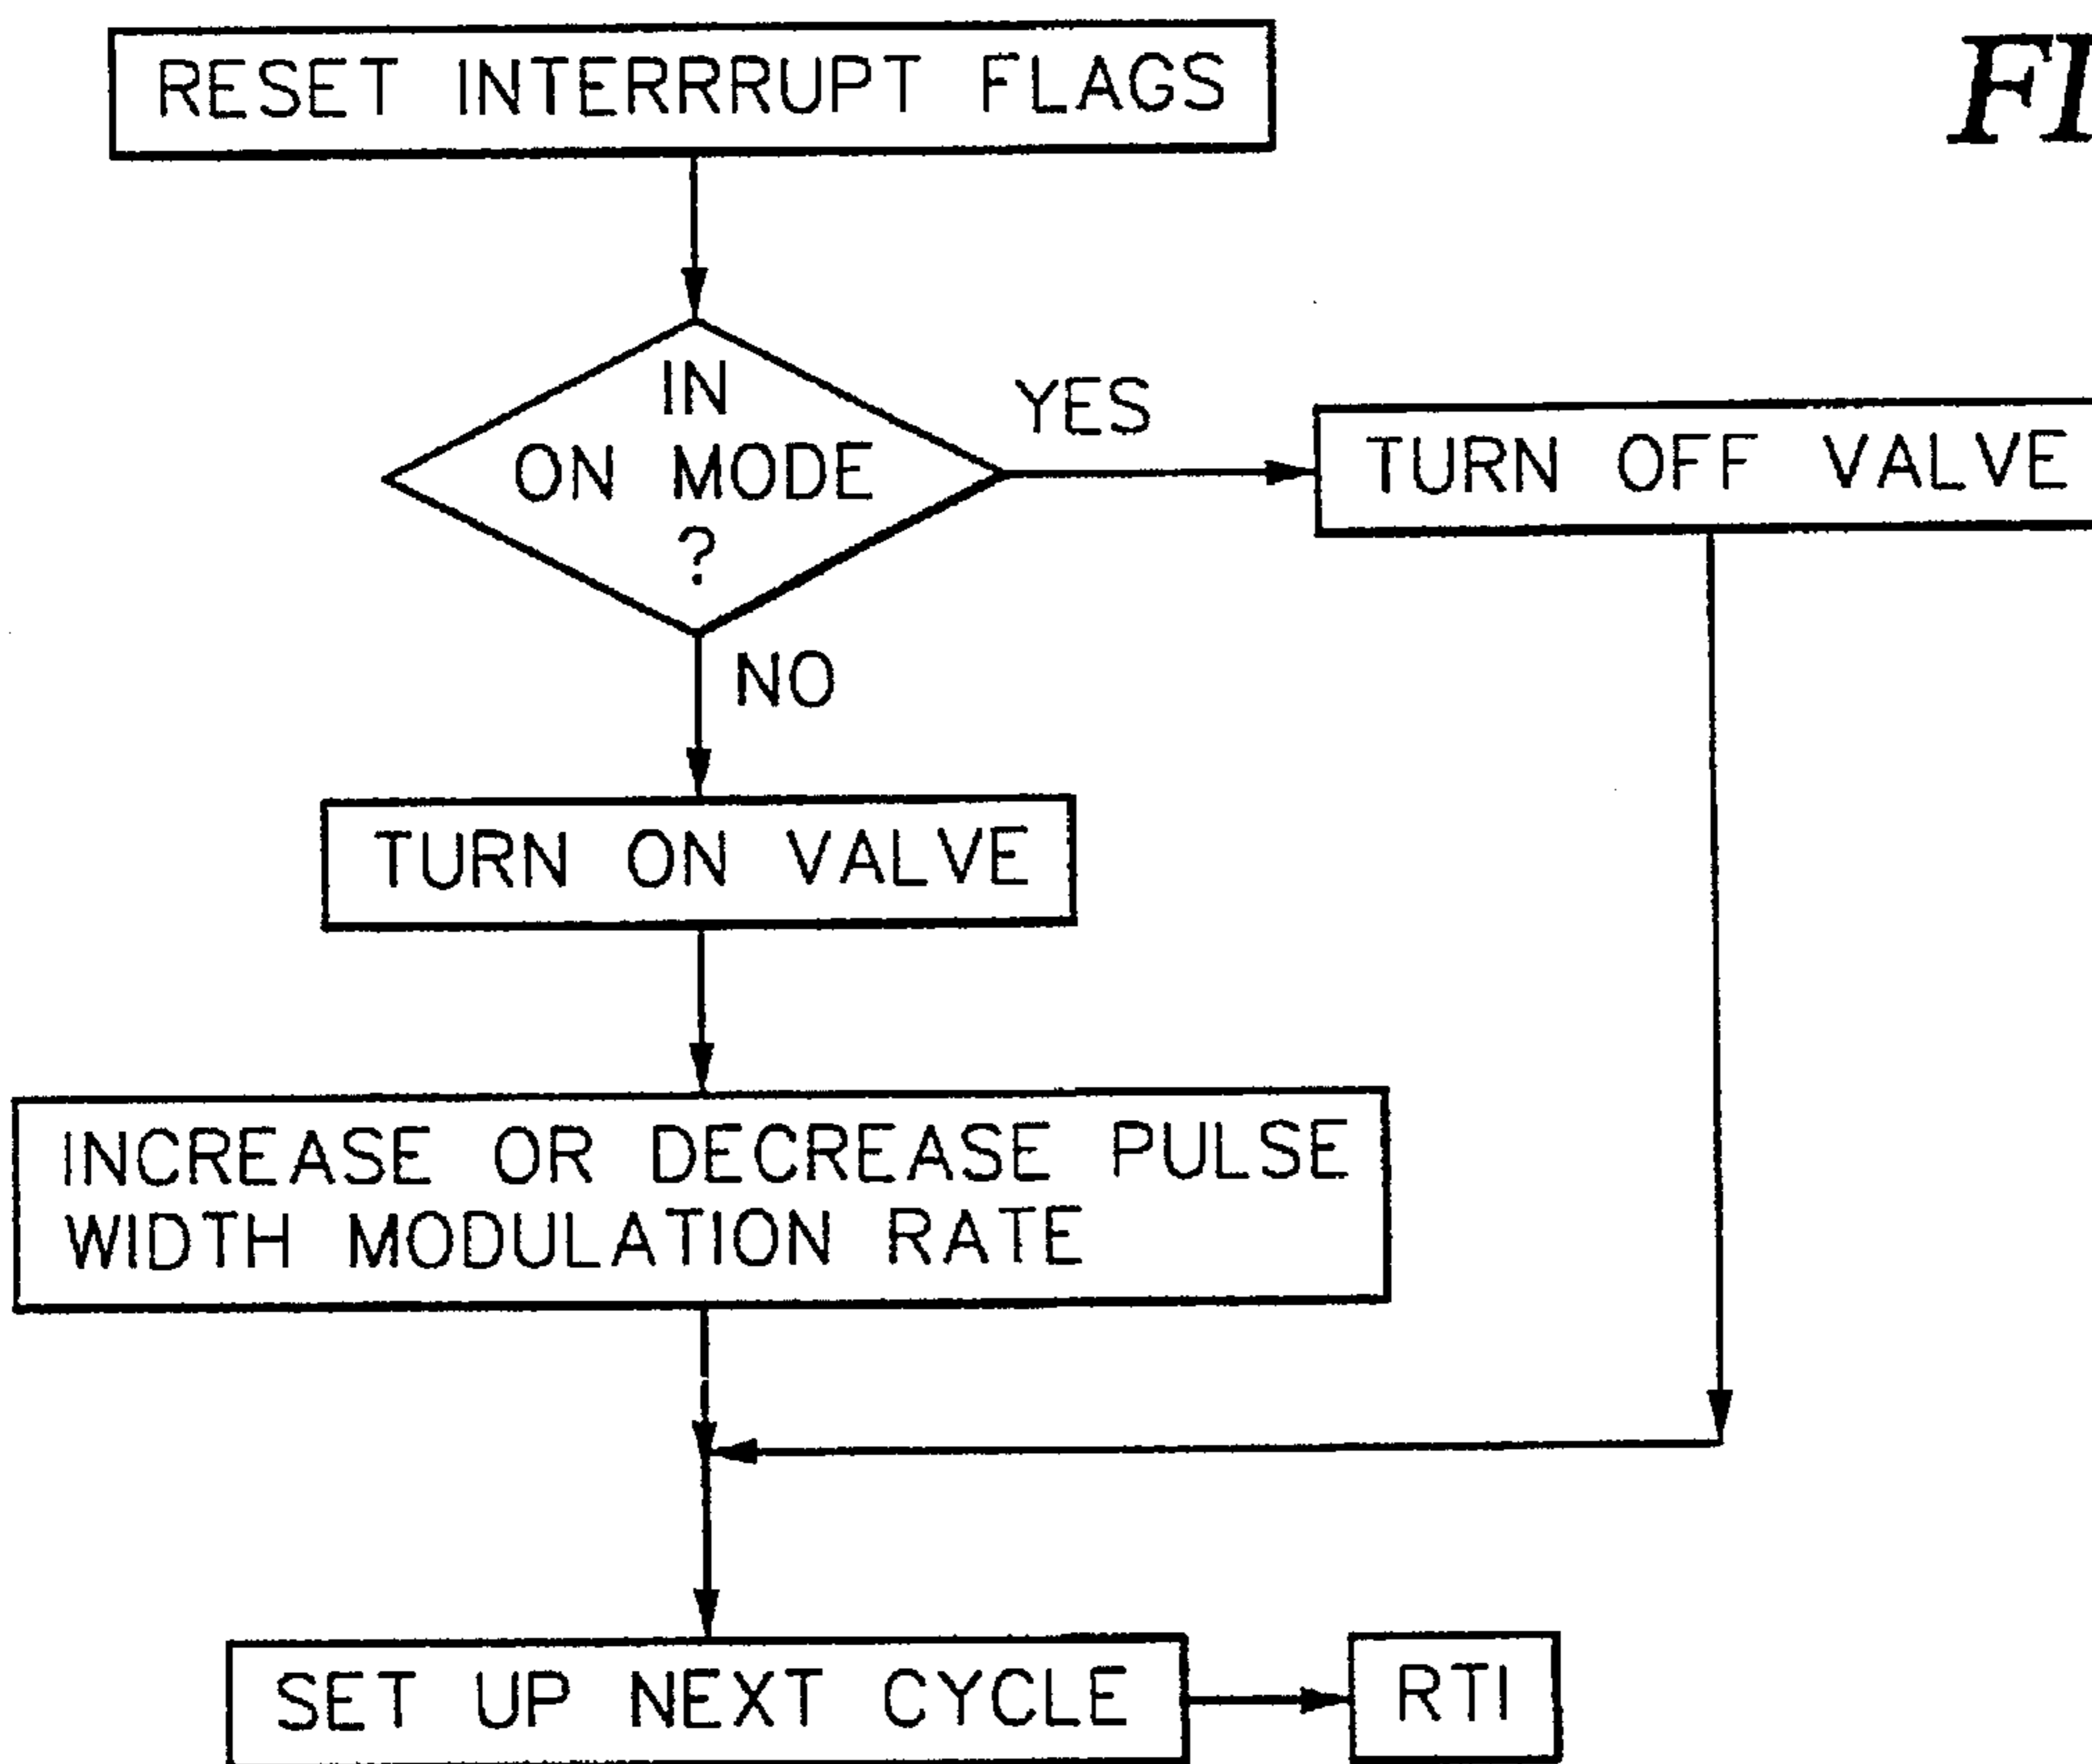 RESET INTERRRUPT FLAGS
FI
IN
ON MODE
?
YES
TURN OFF VALVE
NO
TURN ON VALVE
INCREASE OR DECREASE PULSE
WIDTH MODULATION RATE
SET UP NEXT CYCLE
RTI